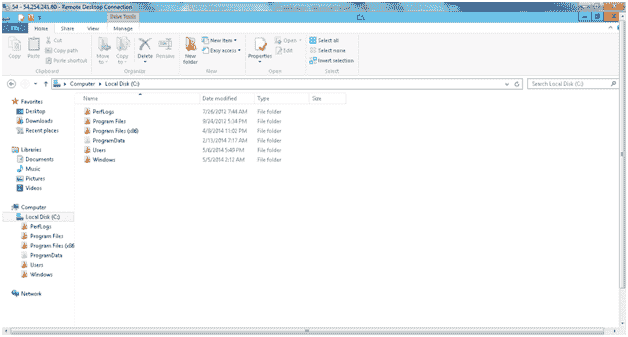 54 - 54.254.241.60 - Remote Desktop Connection
Drive Tools
C:\
File Home Share View Manage
Copy Paste
Cut
Copy path
Paste shortcut
Clipboard
Move to Copy to Delete Rename
Organize
New folder
New item
Easy access
New
Properties
Open
Edit
Open
Select all
Select none
Invert selection
Select
Computer Local Disk (C:)
Search Local Disk (C:)
Favorites
Desktop
Downloads
Recent places
Libraries
Documents
Music
Pictures
Videos
Computer
Local Disk (C:)
PerfLogs
Program Files
Program Files (x86
ProgramData
Users
Windows
Network
Name Date modified Type Size
PerfLogs 7/26/2012 7:44 AM File folder
Program Files 8/24/2012 5:34 PM File folder
Program Files (x86) 4/9/2014 11:02 PM File folder
ProgramData 2/13/2014 7:17 AM File folder
Users 5/6/2014 5:49 PM File folder
Windows 5/5/2014 2:12 AM File folder